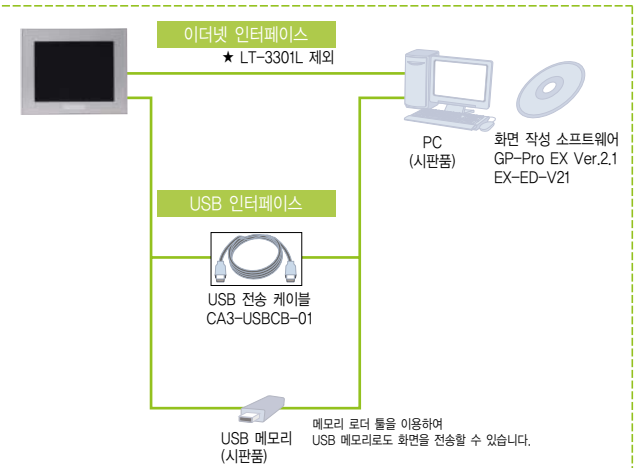 이더넷 인터페이스
★ LT-3301L 제외
PC
(시판품)
화면 작성 소프트웨어
GP-Pro EX Ver.2.1
EX-ED-V21
USB 인터페이스
USB 전송 케이블
CA3-USBCB-01
USB 메모리
(시판품)
메모리 로더 툴을 이용하여
USB 메모리로도 화면을 전송할 수 있습니다.